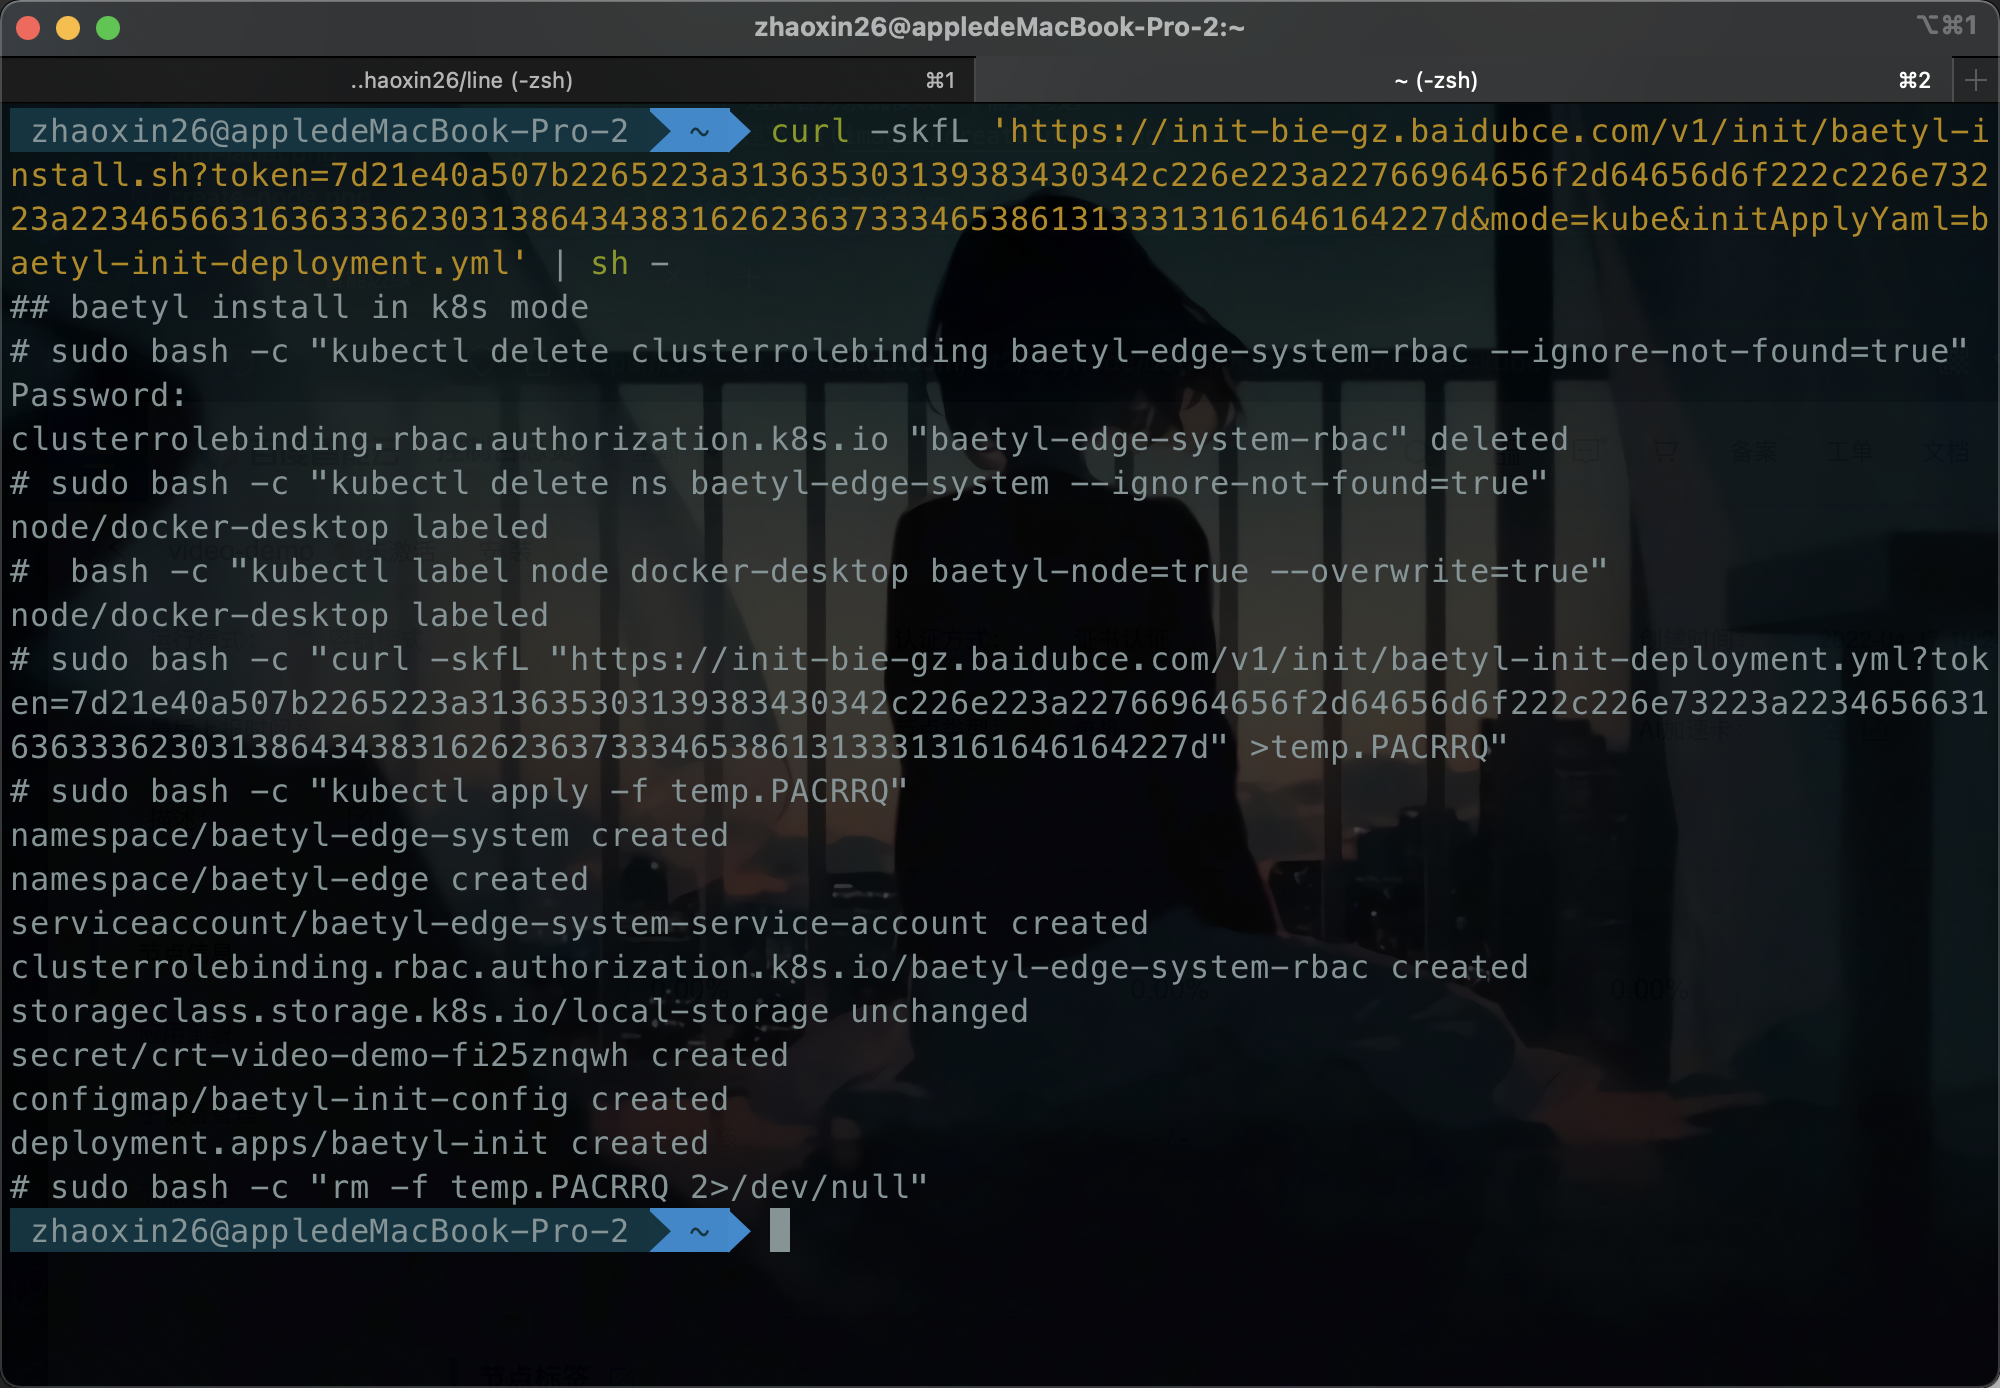 zhaoxin26@appledeMacBook-Pro-2:~
⌥⌘1
..haoxin26/line (-zsh) ⌘1
~ (-zsh) ⌘2
zhaoxin26@appledeMacBook-Pro-2 ~ curl -skfL 'https://init-bie-gz.baidubce.com/v1/init/baetyl-i
nstall.sh?token=7d21e40a507b2265223a313635303139383430342c226e223a22766964656f2d64656d6f222c226e732
23a2234656631636333623031386434383162623637333465386131333131616461642​27d&mode=kube&initApplyYaml=b
aetyl-init-deployment.yml' | sh -
## baetyl install in k8s mode
# sudo bash -c "kubectl delete clusterrolebinding baetyl-edge-system-rbac --ignore-not-found=true"
Password:
clusterrolebinding.rbac.authorization.k8s.io "baetyl-edge-system-rbac" deleted
# sudo bash -c "kubectl delete ns baetyl-edge-system --ignore-not-found=true"
node/docker-desktop labeled
#  bash -c "kubectl label node docker-desktop baetyl-node=true --overwrite=true"
node/docker-desktop labeled
# sudo bash -c "curl -skfL "https://init-bie-gz.baidubce.com/v1/init/baetyl-init-deployment.yml?tok
en=7d21e40a507b2265223a313635303139383430342c226e223a22766964656f2d64656d6f222c226e73223a2234656631
63633362303138643438316262363733346538613133313161646164227d" >temp.PACRRQ"
# sudo bash -c "kubectl apply -f temp.PACRRQ"
namespace/baetyl-edge-system created
namespace/baetyl-edge created
serviceaccount/baetyl-edge-system-service-account created
clusterrolebinding.rbac.authorization.k8s.io/baetyl-edge-system-rbac created
storageclass.storage.k8s.io/local-storage unchanged
secret/crt-video-demo-fi25znqwh created
configmap/baetyl-init-config created
deployment.apps/baetyl-init created
# sudo bash -c "rm -f temp.PACRRQ 2>/dev/null"
zhaoxin26@appledeMacBook-Pro-2 ~